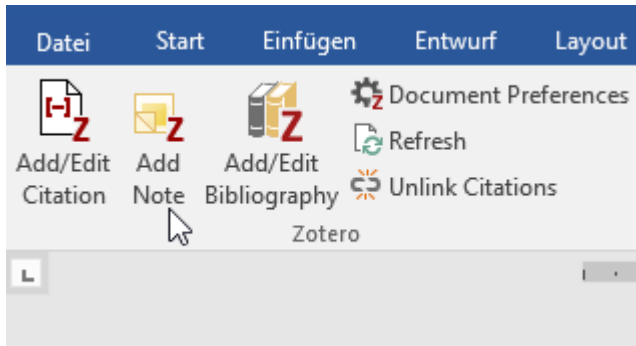 Datei Start Einfügen Entwurf Layout
Add/Edit Citation
Add Note
Add/Edit Bibliography
Document Preferences
Refresh
Unlink Citations
Zotero